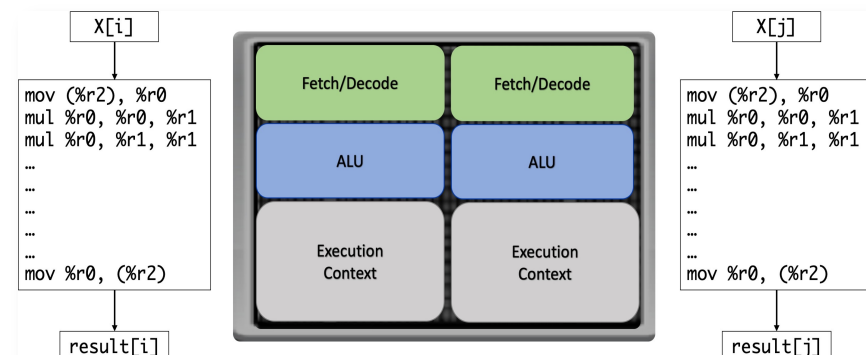 X[i]
mov (%r2), %r0
mul %r0, %r0, %r1
mul %r0, %r1, %r1
…
…
…
…
…
mov %r0, (%r2)
result[i]
Fetch/Decode
Fetch/Decode
ALU
ALU
Execution
Context
Execution
Context
X[j]
mov (%r2), %r0
mul %r0, %r0, %r1
mul %r0, %r1, %r1
…
…
…
…
…
mov %r0, (%r2)
result[j]